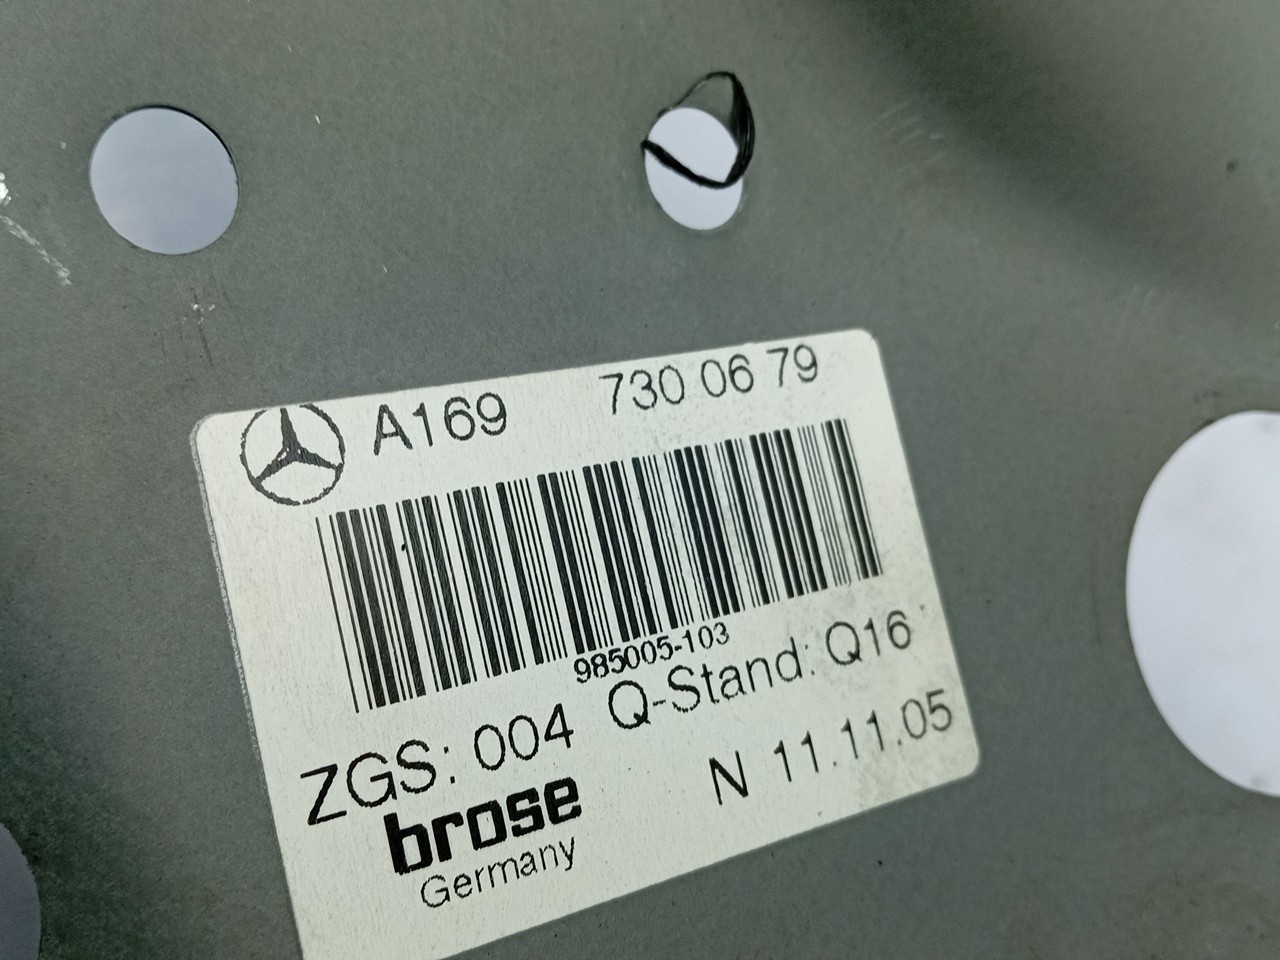 A169 730 06 79
985005-103
ZGS: 004 Q-Stand: Q16
brose N 11.11.05
Germany